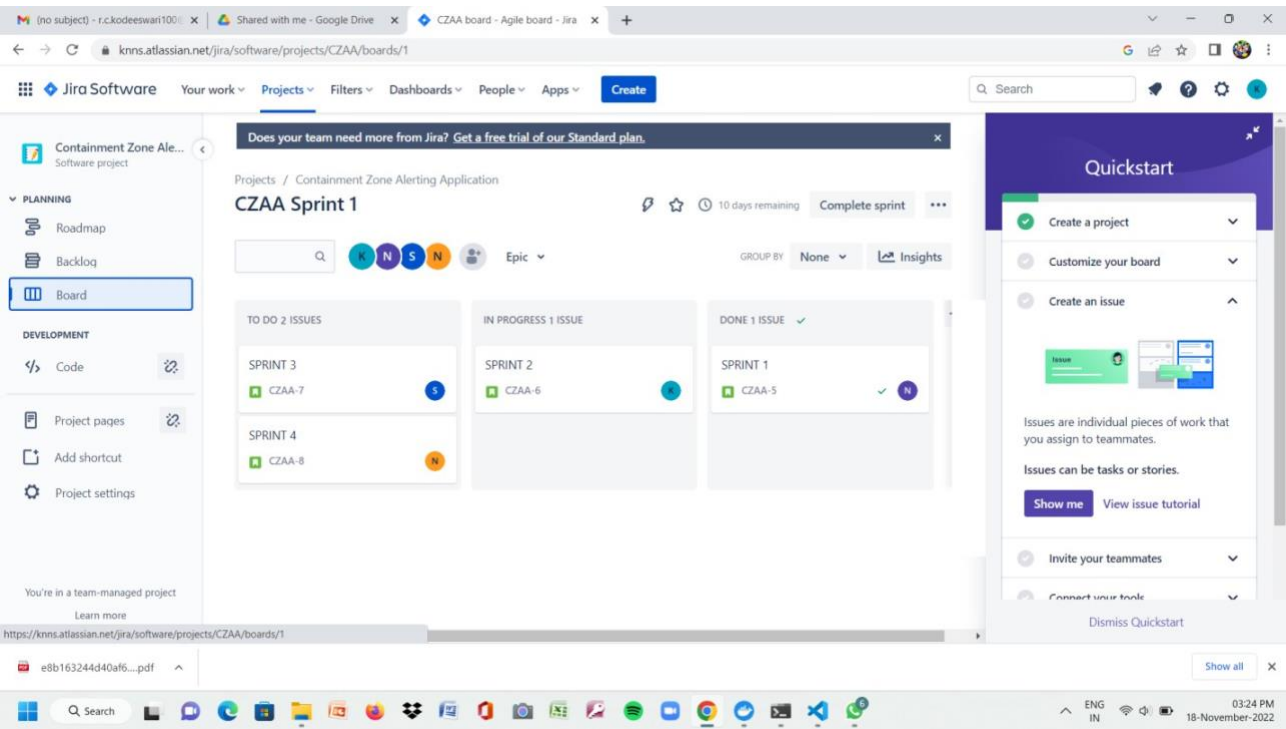 (no subject) - r.c.kodeeswari100
Shared with me - Google Drive
CZAA board - Agile board - Jira
knns.atlassian.net/jira/software/projects/CZAA/boards/1
Jira Software
Your work
Projects
Filters
Dashboards
People
Apps
Create
Search
K
Containment Zone Ale...
Software project
PLANNING
Roadmap
Backlog
Board
DEVELOPMENT
Code
Project pages
Add shortcut
Project settings
You're in a team-managed project
Learn more
https://knns.atlassian.net/jira/software/projects/CZAA/boards/1
Does your team need more from Jira? Get a free trial of our Standard plan.
Projects / Containment Zone Alerting Application
CZAA Sprint 1
10 days remaining
Complete sprint
K N S N
Epic
GROUP BY
None
Insights
TO DO 2 ISSUES
SPRINT 3
CZAA-7
S
SPRINT 4
CZAA-8
N
IN PROGRESS 1 ISSUE
SPRINT 2
CZAA-6
K
DONE 1 ISSUE
SPRINT 1
CZAA-5
N
Quickstart
Create a project
Customize your board
Create an issue
Issue
Issues are individual pieces of work that
you assign to teammates.
Issues can be tasks or stories.
Show me
View issue tutorial
Invite your teammates
Connect your tools
Dismiss Quickstart
e8b163244d40af6....pdf
Show all
Search
6
ENG
IN
03:24 PM
18-November-2022